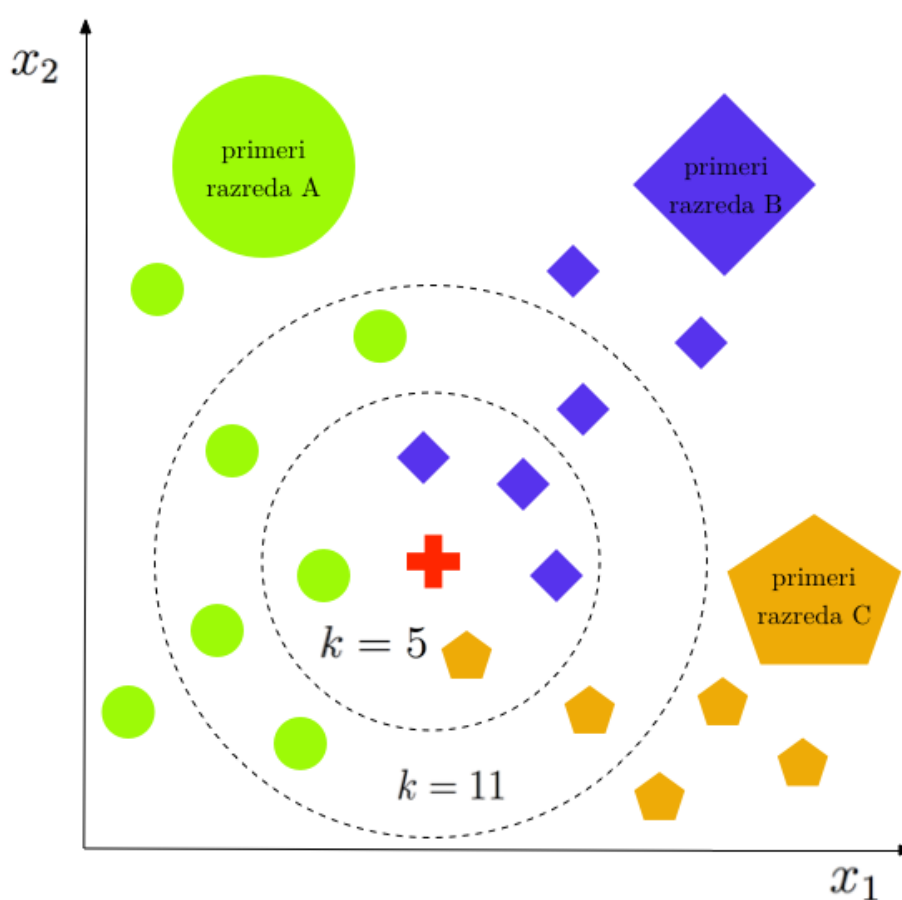 x₂
primeri
razreda A
primeri
razreda B
primeri
razreda C
k = 5
k = 11
x₁